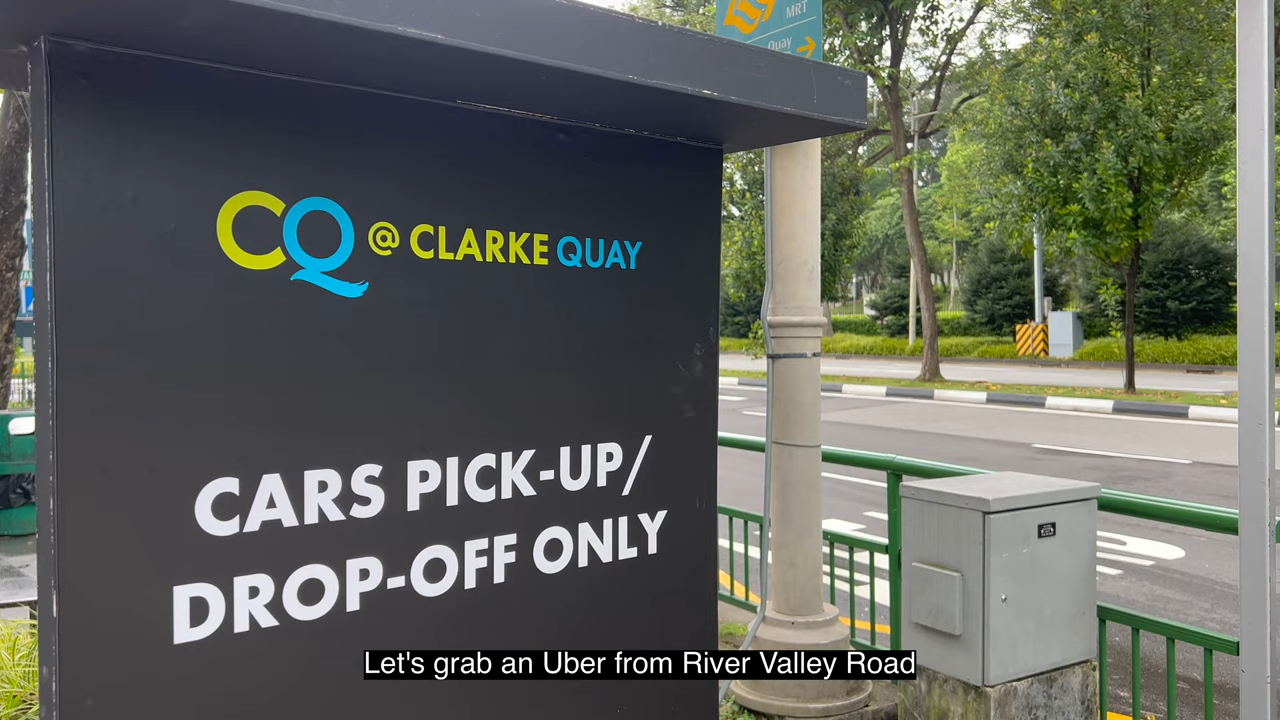 MRT
Quay
CQ @ CLARKE QUAY
CARS PICK-UP/
DROP-OFF ONLY
Let's grab an Uber from River Valley Road